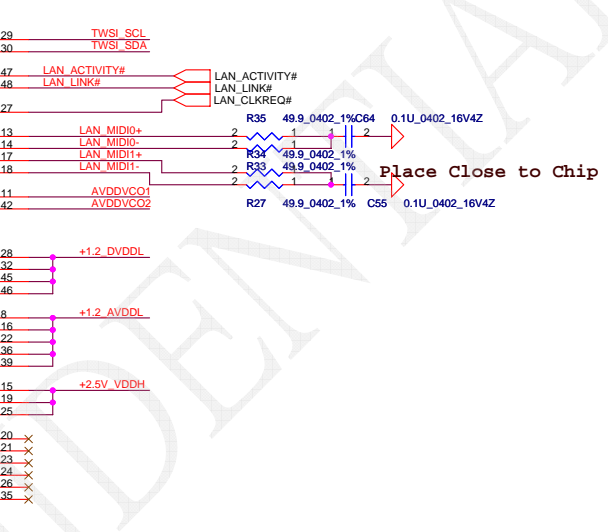 29 TWSI_SCL
30 TWSI_SDA
47 LAN_ACTIVITY# LAN_ACTIVITY#
48 LAN_LINK# LAN_LINK#
27 LAN_CLKREQ#
R35 49.9_0402_1% C64 0.1U_0402_16V4Z
13 LAN_MIDI0+ 2 1 1 2
14 LAN_MIDI0- 2 1
R34 49.9_0402_1%
17 LAN_MIDI1+ 2 R33 1 49.9_0402_1%
18 LAN_MIDI1- 2 1 1 2
Place Close to Chip
11 AVDDVCO1
42 AVDDVCO2
R27 49.9_0402_1% C55 0.1U_0402_16V4Z
28 +1.2_DVDDL
32
45
46
8 +1.2_AVDDL
16
22
36
39
15 +2.5V_VDDH
19
25
20
21
23
24
26
35
NDENTIAL